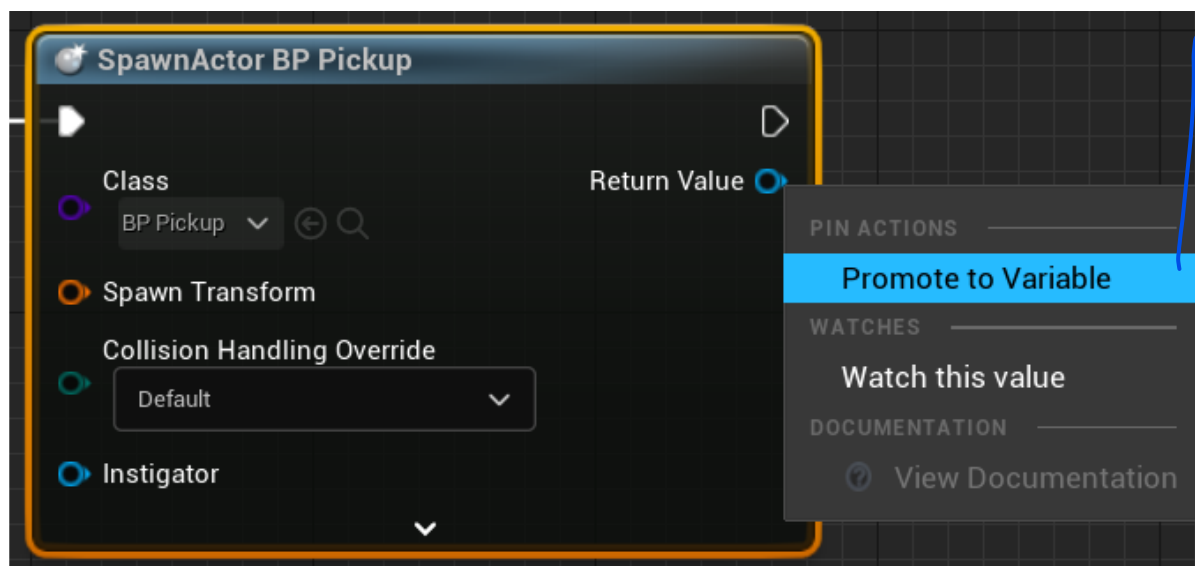 SpawnActor BP Pickup
Class
Return Value
BP Pickup
Spawn Transform
Collision Handling Override
Default
Instigator
PIN ACTIONS
Promote to Variable
WATCHES
Watch this value
DOCUMENTATION
View Documentation